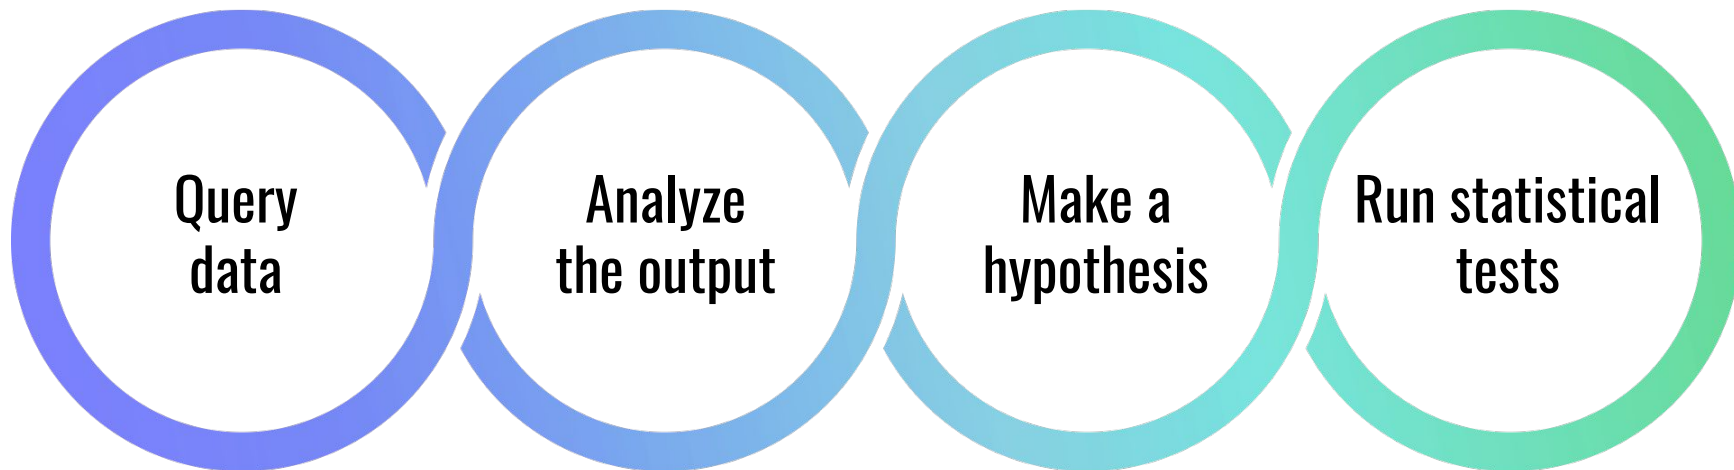 Query
data
Analyze
the output
Make a
hypothesis
Run statistical
tests